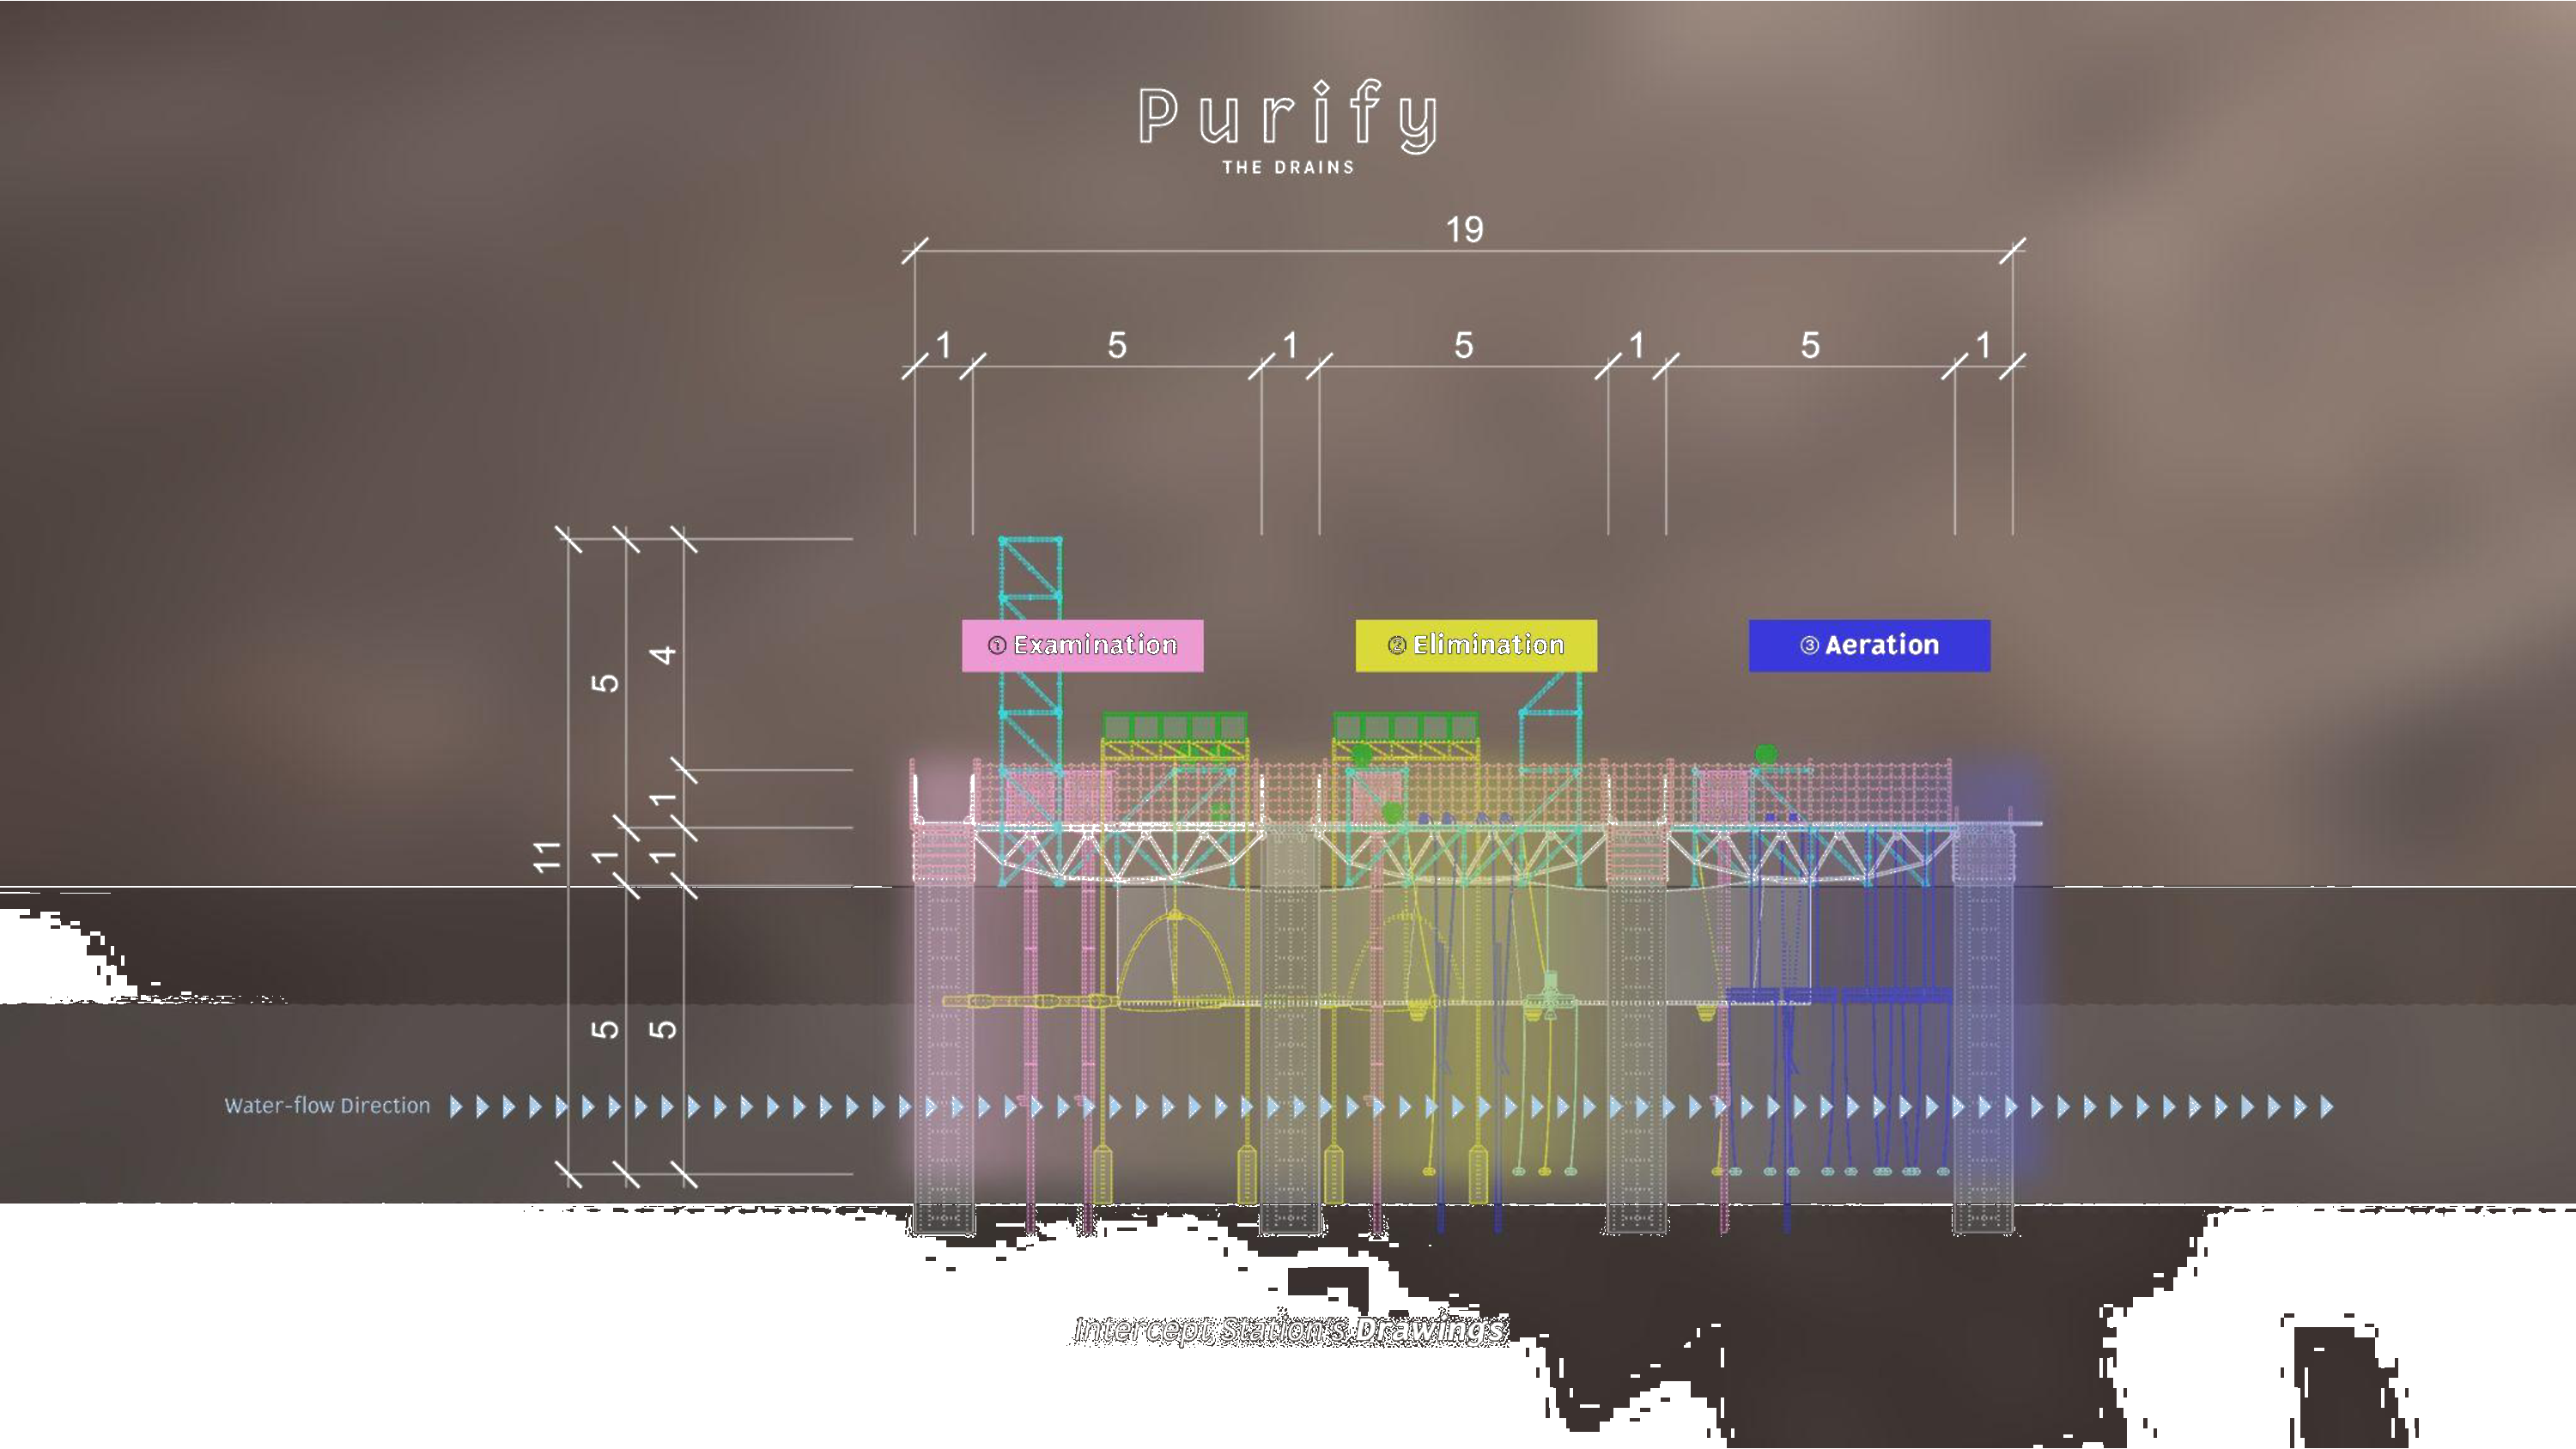 Purify
THE DRAINS
19
1 5 1 5 1 5 1
① Examination
② Elimination
③ Aeration
4
5
1
11
1
1
5
5
Water-flow Direction
Intercept Station's Drawings